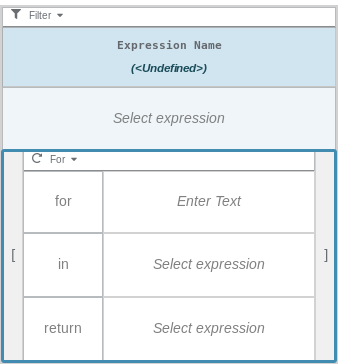 Filter
Expression Name
(<Undefined>)
Select expression
For
for Enter Text
[ in Select expression ]
return Select expression